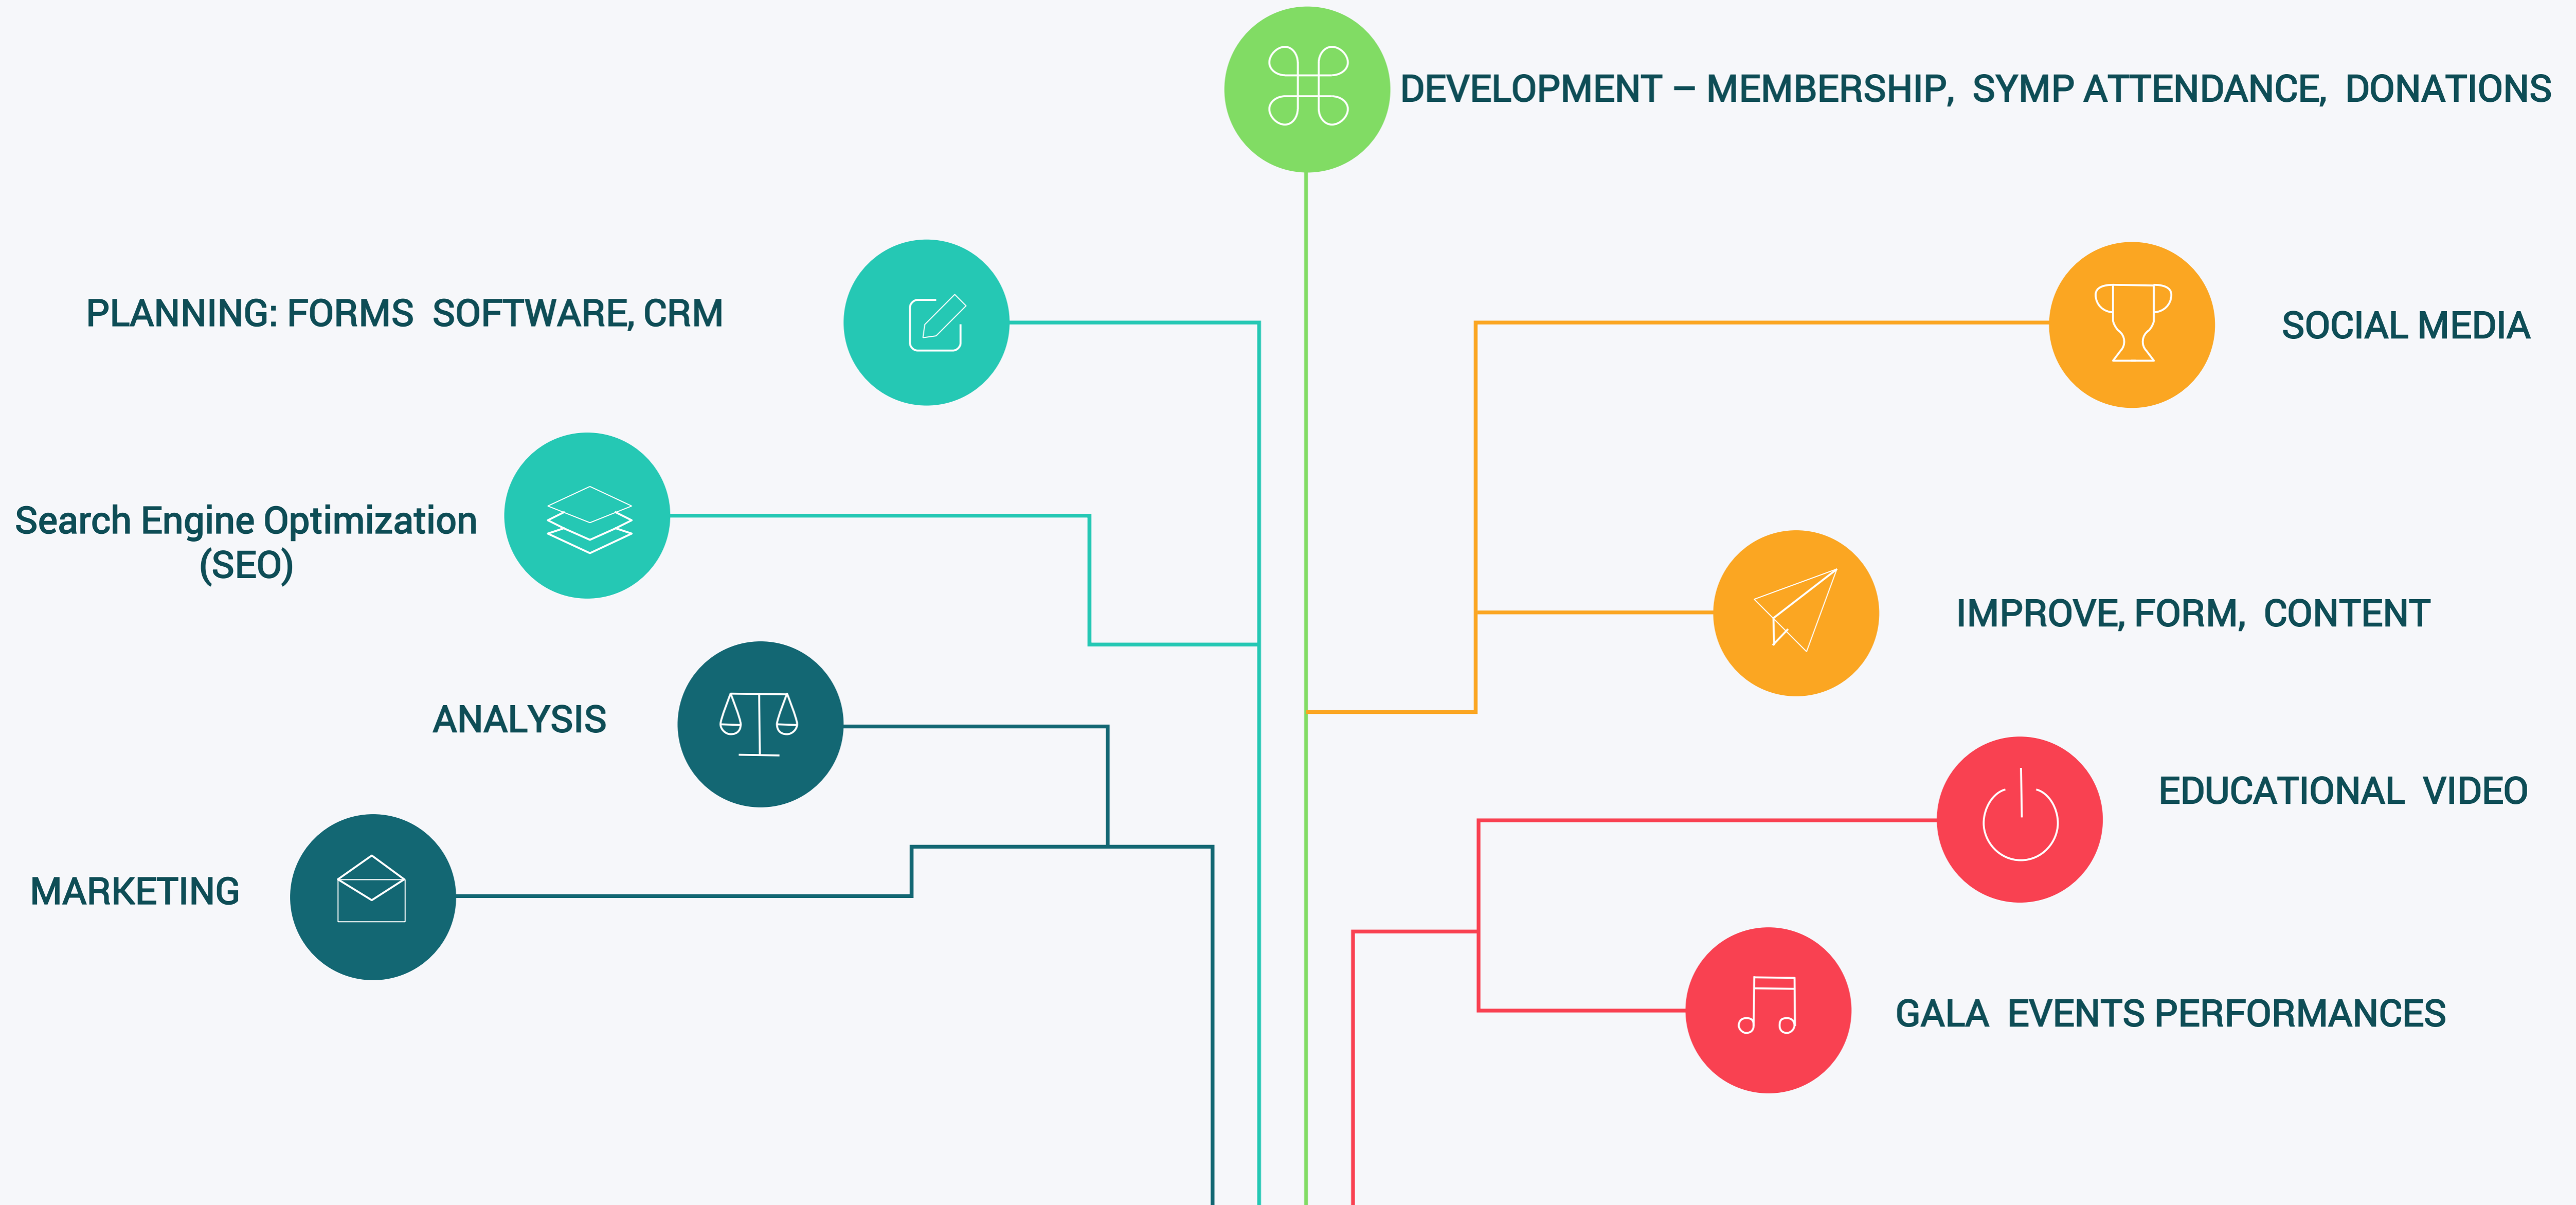 DEVELOPMENT – MEMBERSHIP, SYMP ATTENDANCE, DONATIONS
PLANNING: FORMS SOFTWARE, CRM
SOCIAL MEDIA
Search Engine Optimization
(SEO)
IMPROVE, FORM, CONTENT
ANALYSIS
EDUCATIONAL VIDEO
MARKETING
GALA EVENTS PERFORMANCES